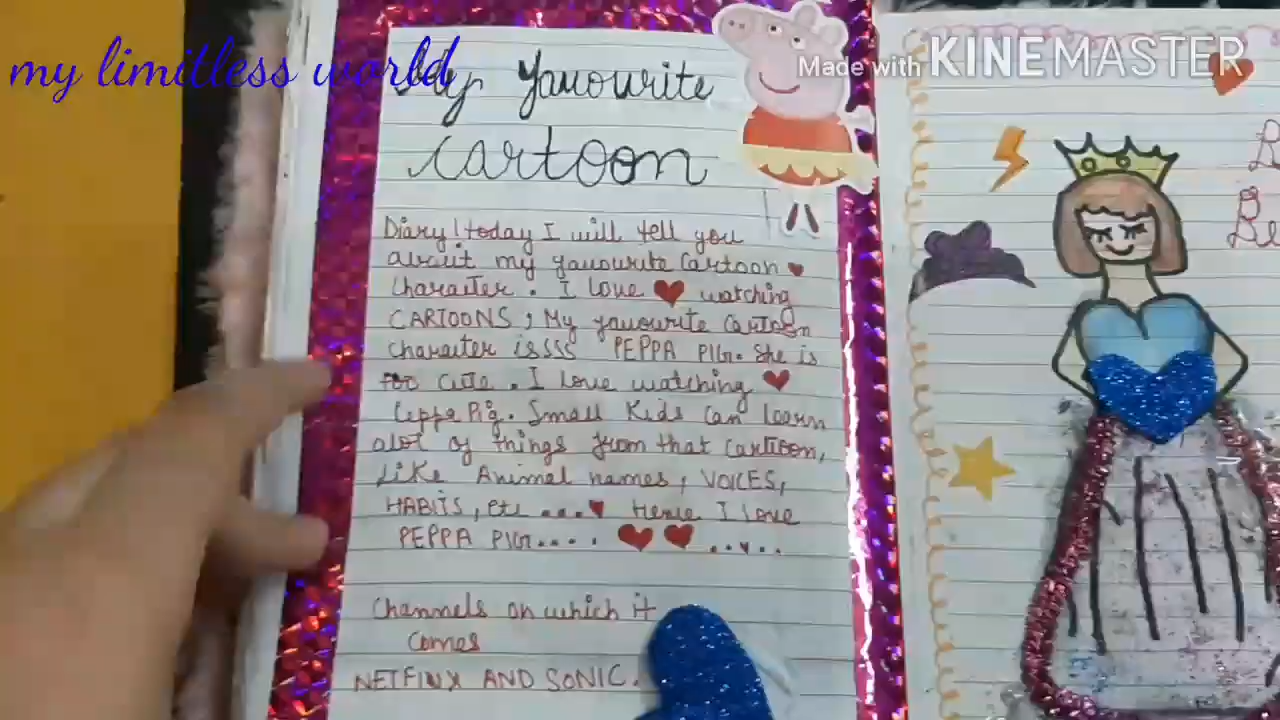 my limitless world
Made with KINEMASTER
My favourite
cartoon
Diary! today I will tell you
about my favourite cartoon
character. I love watching
CARTOONS, My favourite cartoon
character isSSS PEPPA PIG. She is
too cute. I love watching
Peppa Pig. Small Kids can learn
alot of things from that cartoon,
like Animal names, VOICES,
HABITS, etc .... Hence I love
PEPPA PIG.... .....
Channels on which it
comes
NETFLIX AND SONIC.